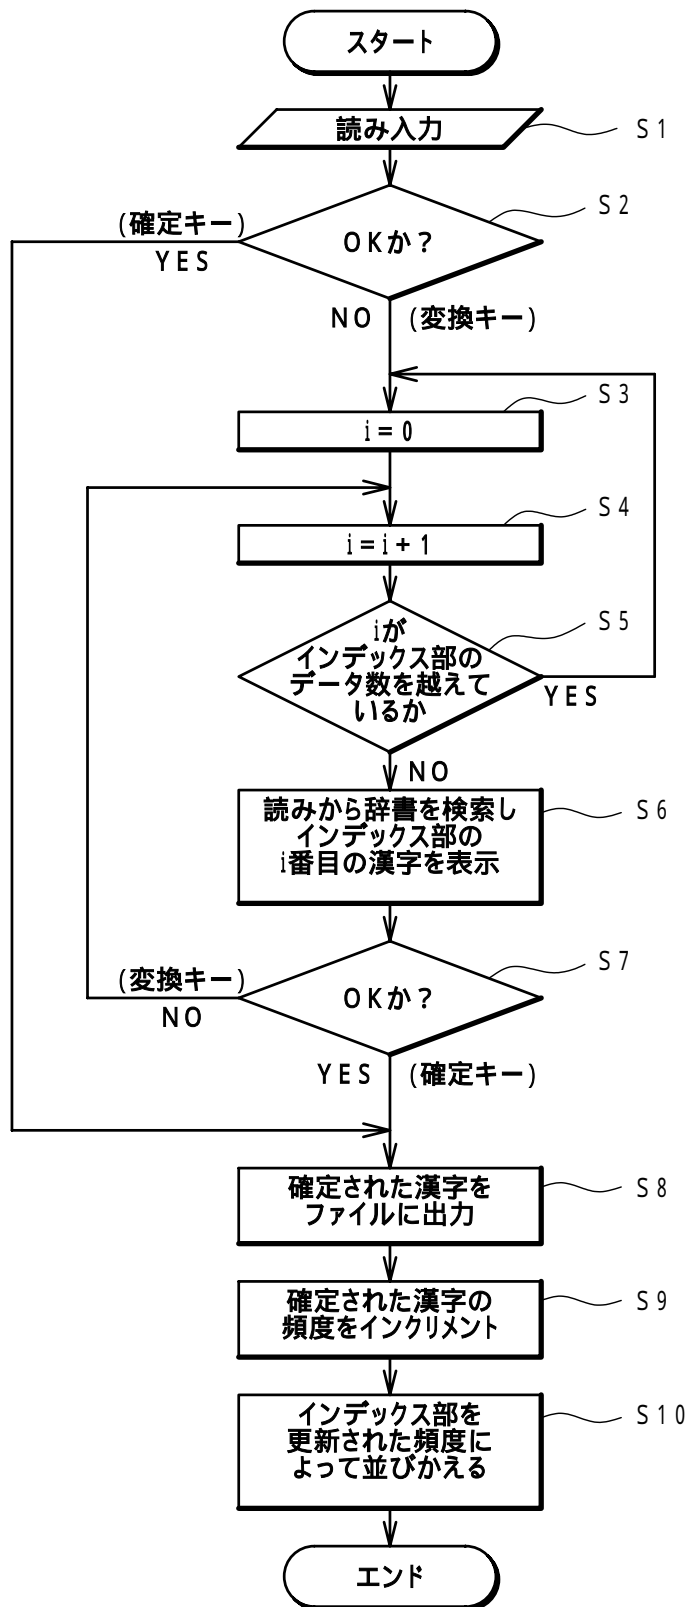 スタート
読み入力
S1
S2
(確定キー)
OKか?
YES
NO (変換キー)
S3
i=0
S4
i=i+1
S5
iが
インデックス部の
データ数を越えて
いるか
YES
NO
読みから辞書を検索し
S6
インデックス部の
i番目の漢字を表示
S7
(変換キー)
OKか?
NO
YES (確定キー)
確定された漢字を
S8
ファイルに出力
確定された漢字の
S9
頻度をインクリメント
インデックス部を
S10
更新された頻度に
よって並びかえる
エンド